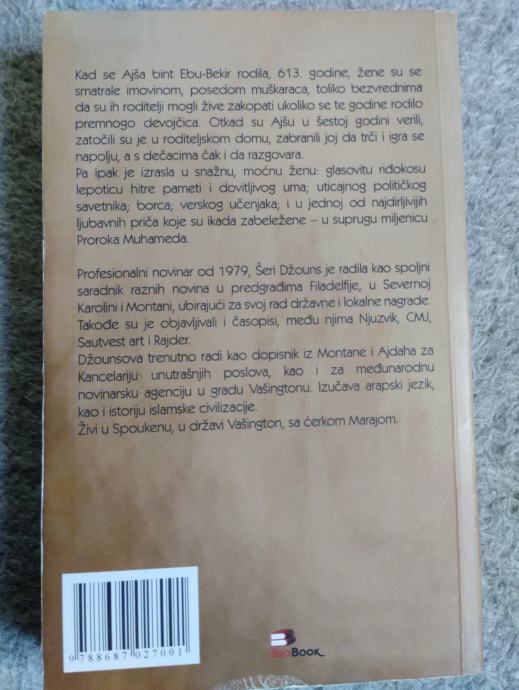 Kad se Ajša bint Ebu-Bekir rodila, 613. godine, žene su se
smatrale imovinom, posedom muškaraca, toliko bezvrednima
da su ih roditelji mogli žive zakopati ukoliko se te godine rodilo
premnogo devojčica. Otkad su Ajšu u šestoj godini verili,
zatočili su je u roditeljskom domu, zabranili joj da trči i igra se
napolju, a s dečacima čak i da razgovara.
Pa ipak je izrasla u snažnu, moćnu ženu: glasovitu riđokosu
lepoticu hitre pameti i dovitljivog uma; uticajnog političkog
savetnika; borca; verskog učenjaka; i u jednoj od najdirljivijih
ljubavnih priča koje su ikada zabeležene – u suprugu miljenicu
Proroka Muhameda.
Profesionalni novinar od 1979, Šeri Džouns je radila kao spoljni
saradnik raznih novina u predgrađima Filadelfije, u Severnoj
Karolini i Montani, ubirajući za svoj rad državne i lokalne nagrade.
Takođe su je objavljivali i časopisi, među njima Njuzvik, CMJ,
Sautvest art i Rajder.
Džounsova trenutno radi kao dopisnik iz Montane i Ajdaha za
Kancelariju unutrašnjih poslova, kao i za međunarodnu
novinarsku agenciju u gradu Vašingtonu. Izučava arapski jezik,
kao i istoriju islamske civilizacije.
Živi u Spoukenu, u državi Vašington, sa ćerkom Marajom.
9 788687 027091
BeoBook